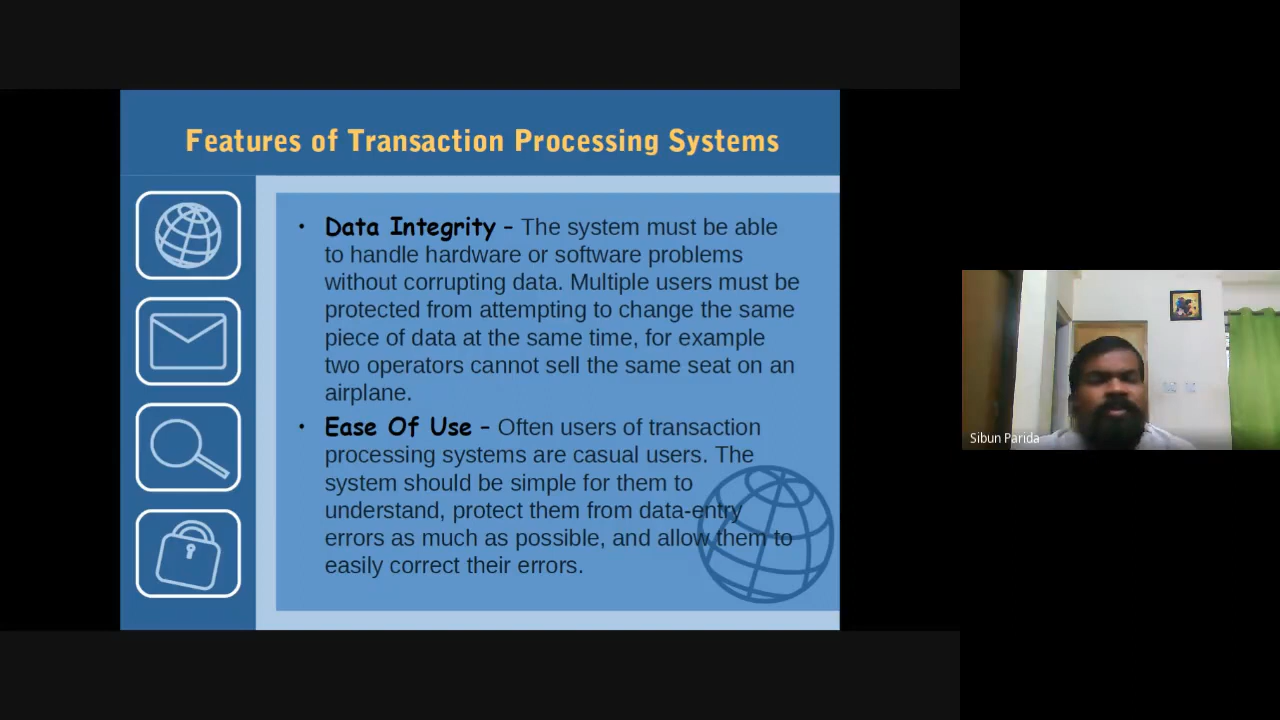 Features of Transaction Processing Systems
• Data Integrity – The system must be able
to handle hardware or software problems
without corrupting data. Multiple users must be
protected from attempting to change the same
piece of data at the same time, for example
two operators cannot sell the same seat on an
airplane.
• Ease Of Use – Often users of transaction
processing systems are casual users. The
system should be simple for them to
understand, protect them from data-entry
errors as much as possible, and allow them to
easily correct their errors.
Sibun Parida